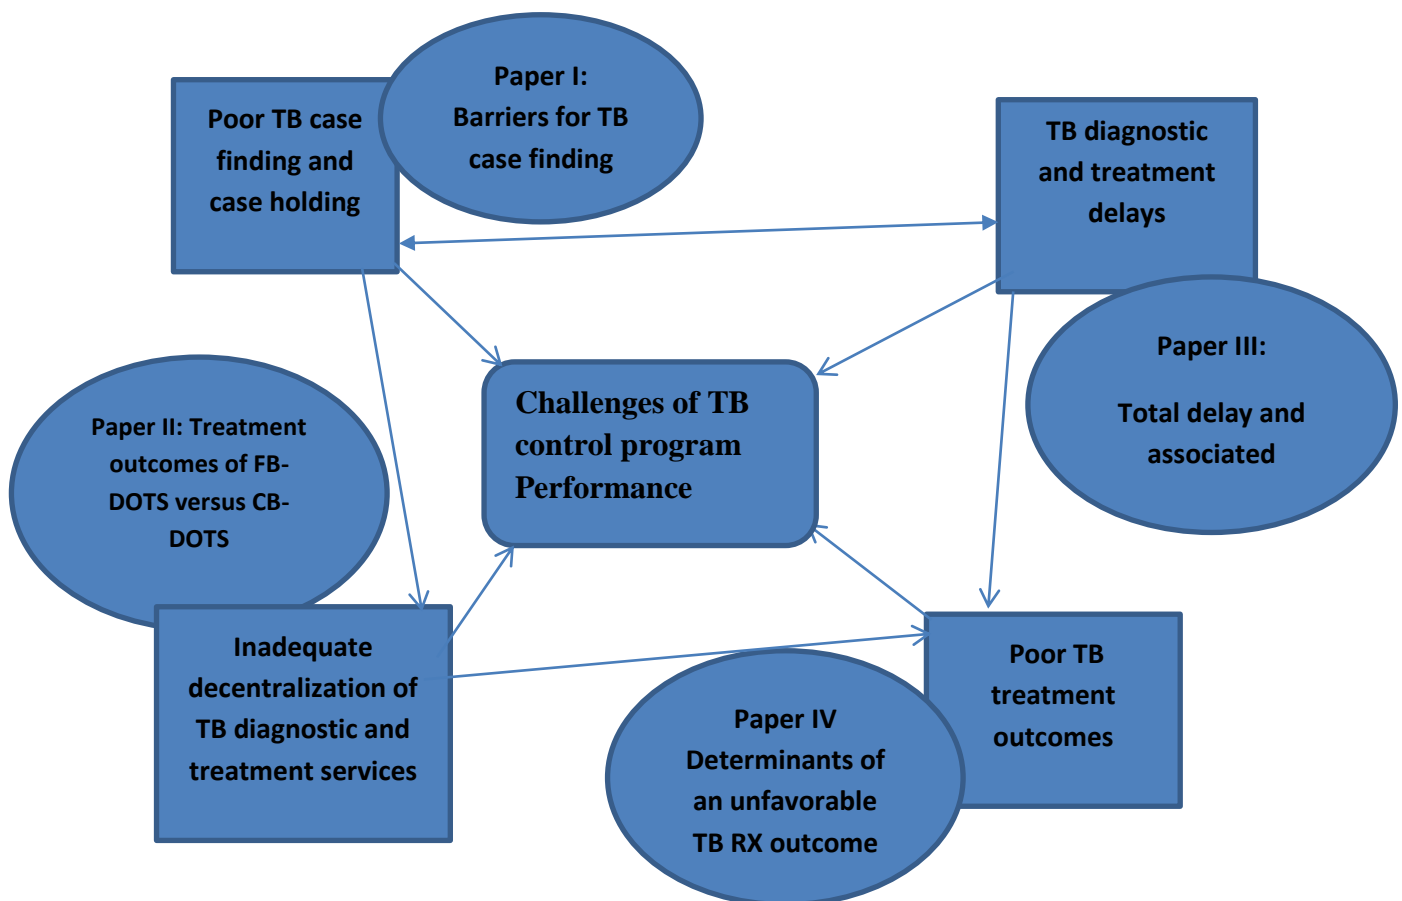 Poor TB case
finding and
case holding
Paper I:
Barriers for TB
case finding
TB diagnostic
and treatment
delays
Paper III:
Total delay and
associated
Challenges of TB
control program
Performance
Paper II: Treatment
outcomes of FB-
DOTS versus CB-
DOTS
Inadequate
decentralization of
TB diagnostic and
treatment services
Paper IV
Determinants of
an unfavorable
TB RX outcome
Poor TB
treatment
outcomes